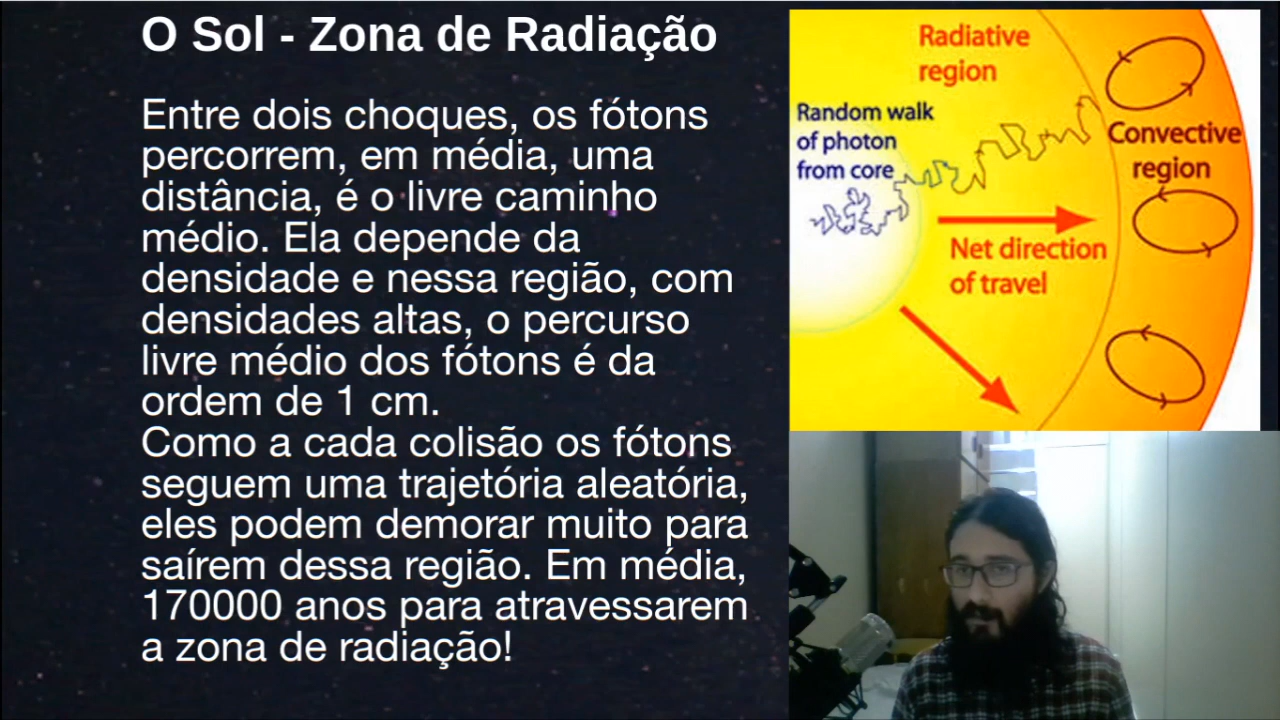 O Sol - Zona de Radiação
Entre dois choques, os fótons
percorrem, em média, uma
distância, é o livre caminho
médio. Ela depende da
densidade e nessa região, com
densidades altas, o percurso
livre médio dos fótons é da
ordem de 1 cm.
Como a cada colisão os fótons
seguem uma trajetória aleatória,
eles podem demorar muito para
saírem dessa região. Em média,
170000 anos para atravessarem
a zona de radiação!
Radiative
region
Random walk
of photon
from core
Convective
region
Net direction
of travel